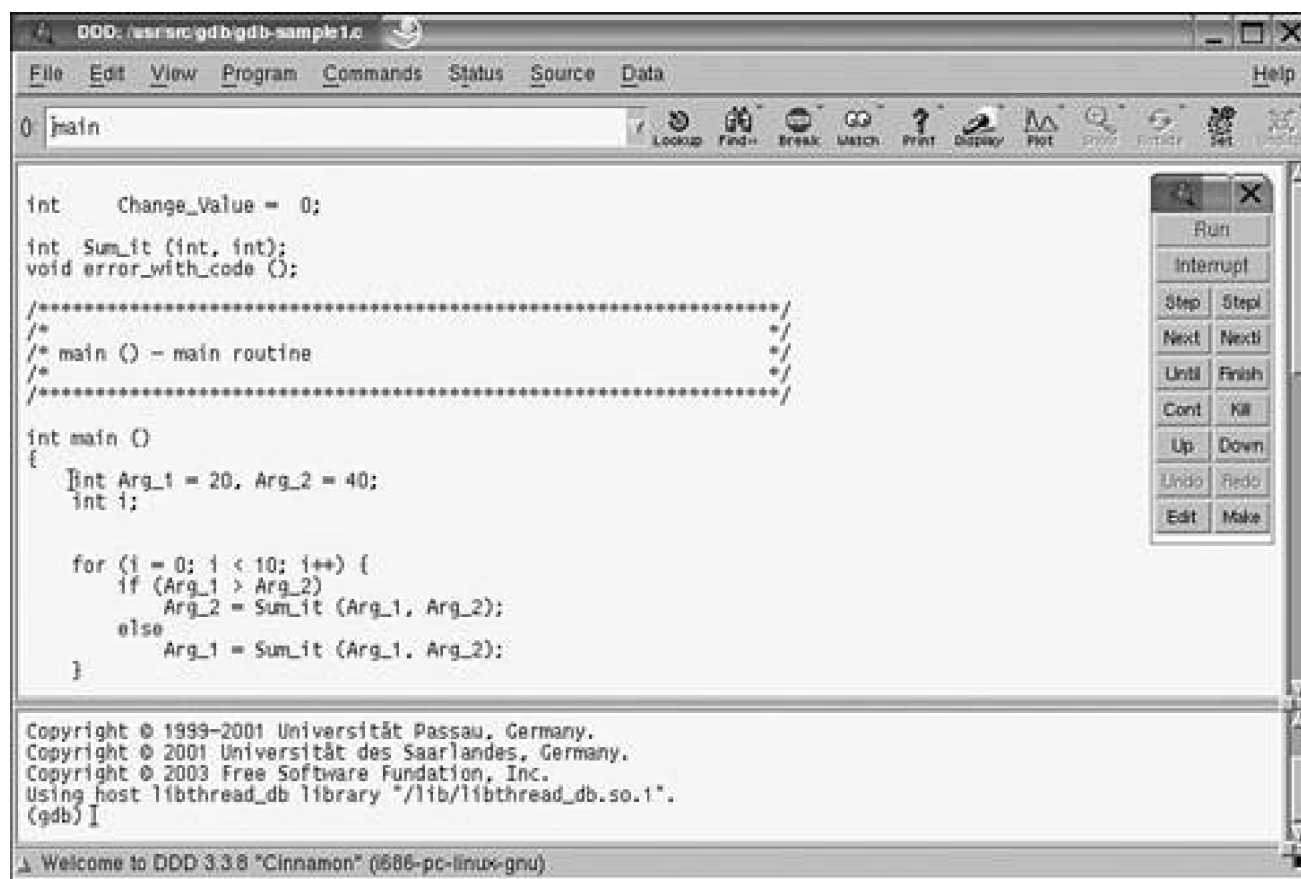 DDD: /usr/src/gdb/gdb-sample1.c
File Edit View Program Commands Status Source Data Help
(): main
Lookup Find» Break Watch Print Display Plot Set
int Change_Value = 0;
int Sum_it (int, int);
void error_with_code ();
/*****************************************************************/
/* */
/* main () - main routine */
/* */
/*****************************************************************/
int main ()
{
int Arg_1 = 20, Arg_2 = 40;
int i;
for (i = 0; i < 10; i++) {
if (Arg_1 > Arg_2)
Arg_2 = Sum_it (Arg_1, Arg_2);
else
Arg_1 = Sum_it (Arg_1, Arg_2);
}
Run
Interrupt
Step Stepi
Next Nexti
Until Finish
Cont Kill
Up Down
Undo Redo
Edit Make
Copyright © 1999-2001 Universität Passau, Germany.
Copyright © 2001 Universität des Saarlandes, Germany.
Copyright © 2003 Free Software Fundation, Inc.
Using host libthread_db library "/lib/libthread_db.so.1".
(gdb)
Welcome to DDD 3.3.8 "Cinnamon" (i686-pc-linux-gnu)